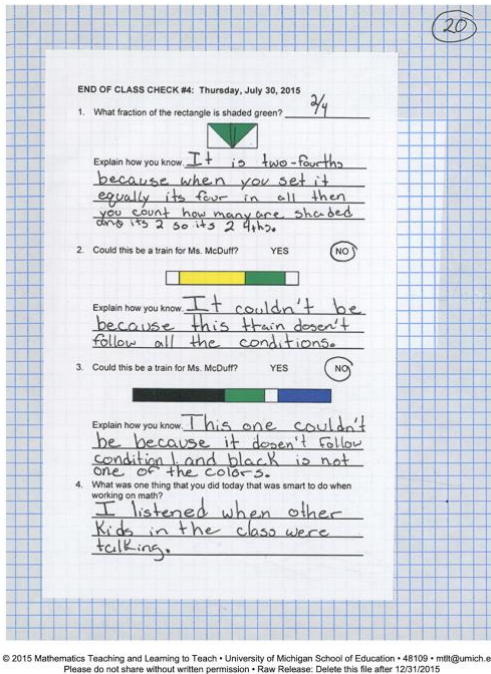 20
END OF CLASS CHECK #4: Thursday, July 30, 2015
1. What fraction of the rectangle is shaded green? 2/4
Explain how you know. It is two-fourths
because when you set it
equally its four in all then
you count how many are shaded
and its 2 so its 2 4ths.
2. Could this be a train for Ms. McDuff? YES NO
Explain how you know. It couldn't be
because this train dosen't
follow all the conditions.
3. Could this be a train for Ms. McDuff? YES NO
Explain how you know. This one couldn't
be because it dosen't follow
condition 1 and black is not
one of the colors.
4. What was one thing that you did today that was smart to do when
working on math?
I listened when other
kids in the class were
talking.
© 2015 Mathematics Teaching and Learning to Teach • University of Michigan School of Education • 48109 • mtlt@umich.e
Please do not share without written permission • Raw Release: Delete this file after 12/31/2015